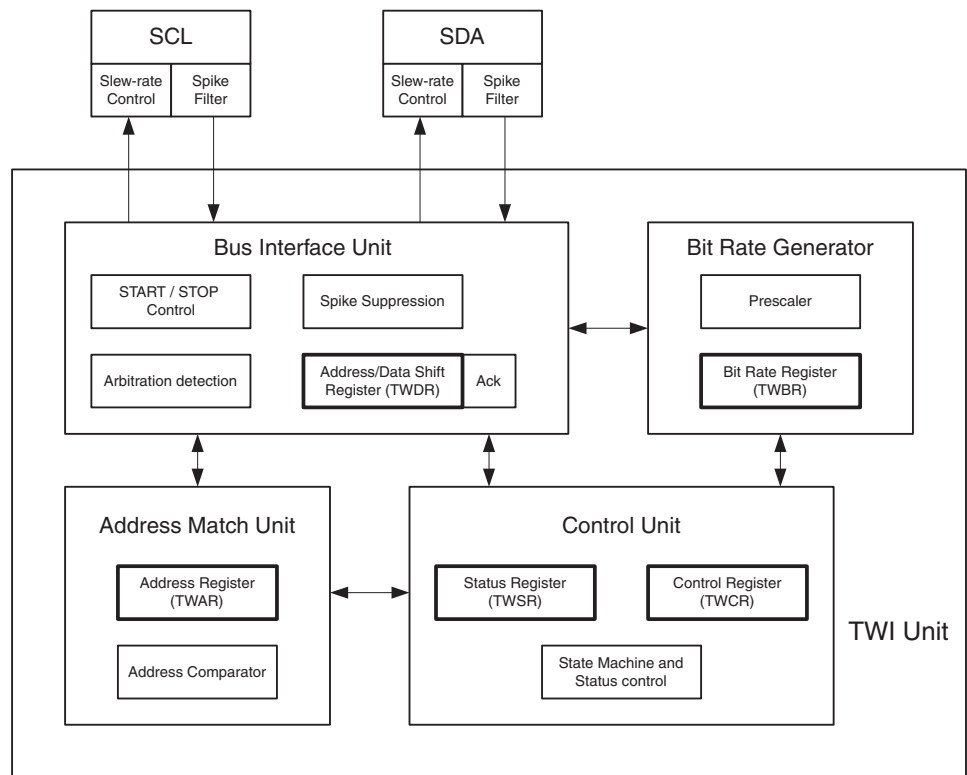 SCL
SDA
Slew-rate
Control
Spike
Filter
Slew-rate
Control
Spike
Filter
Bus Interface Unit
START / STOP
Control
Spike Suppression
Arbitration detection
Address/Data Shift
Register (TWDR)
Ack
Bit Rate Generator
Prescaler
Bit Rate Register
(TWBR)
Address Match Unit
Address Register
(TWAR)
Address Comparator
Control Unit
Status Register
(TWSR)
Control Register
(TWCR)
State Machine and
Status control
TWI Unit